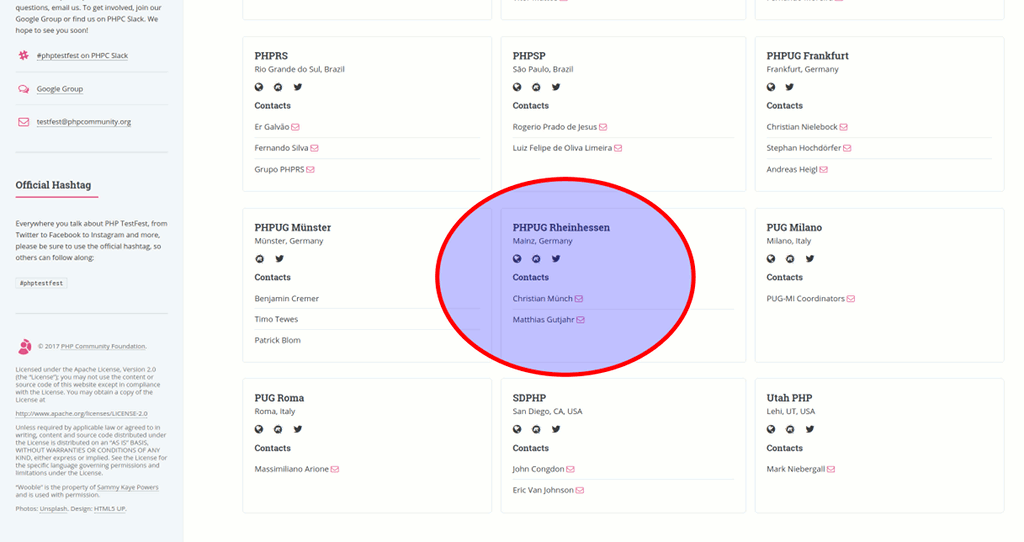 questions, email us. To get involved, join our
Google Group or find us on PHPC Slack. We
hope to see you soon!
#phptestfest on PHPC Slack
Google Group
testfest@phpcommunity.org
Official Hashtag
Everywhere you talk about PHP TestFest, from
Twitter to Facebook to Instagram and more,
please be sure to use the official hashtag, so
others can follow along:
#phptestfest
© 2017 PHP Community Foundation.
Licensed under the Apache License, Version 2.0
(the "License"); you may not use the content or
source code of this website except in compliance
with the License. You may obtain a copy of the
License at
http://www.apache.org/licenses/LICENSE-2.0
Unless required by applicable law or agreed to in
writing, content and source code distributed under
the License is distributed on an "AS IS" BASIS,
WITHOUT WARRANTIES OR CONDITIONS OF ANY
KIND, either express or implied. See the License for
the specific language governing permissions and
limitations under the License.
"Wooble" is the property of Sammy Kaye Powers
and is used with permission.
Photos: Unsplash. Design: HTML5 UP.
PHPRS
Rio Grande do Sul, Brazil
Contacts
Er Galvão
Fernando Silva
Grupo PHPRS
PHPSP
São Paulo, Brazil
Contacts
Rogerio Prado de Jesus
Luiz Felipe de Oliva Limeira
PHPUG Frankfurt
Frankfurt, Germany
Contacts
Christian Nielebock
Stephan Hochdörfer
Andreas Heigl
PHPUG Münster
Münster, Germany
Contacts
Benjamin Cremer
Timo Tewes
Patrick Blom
PHPUG Rheinhessen
Mainz, Germany
Contacts
Christian Münch
Matthias Gutjahr
PUG Milano
Milano, Italy
Contacts
PUG-MI Coordinators
PUG Roma
Roma, Italy
Contacts
Massimiliano Arione
SDPHP
San Diego, CA, USA
Contacts
John Congdon
Eric Van Johnson
Utah PHP
Lehi, UT, USA
Contacts
Mark Niebergall